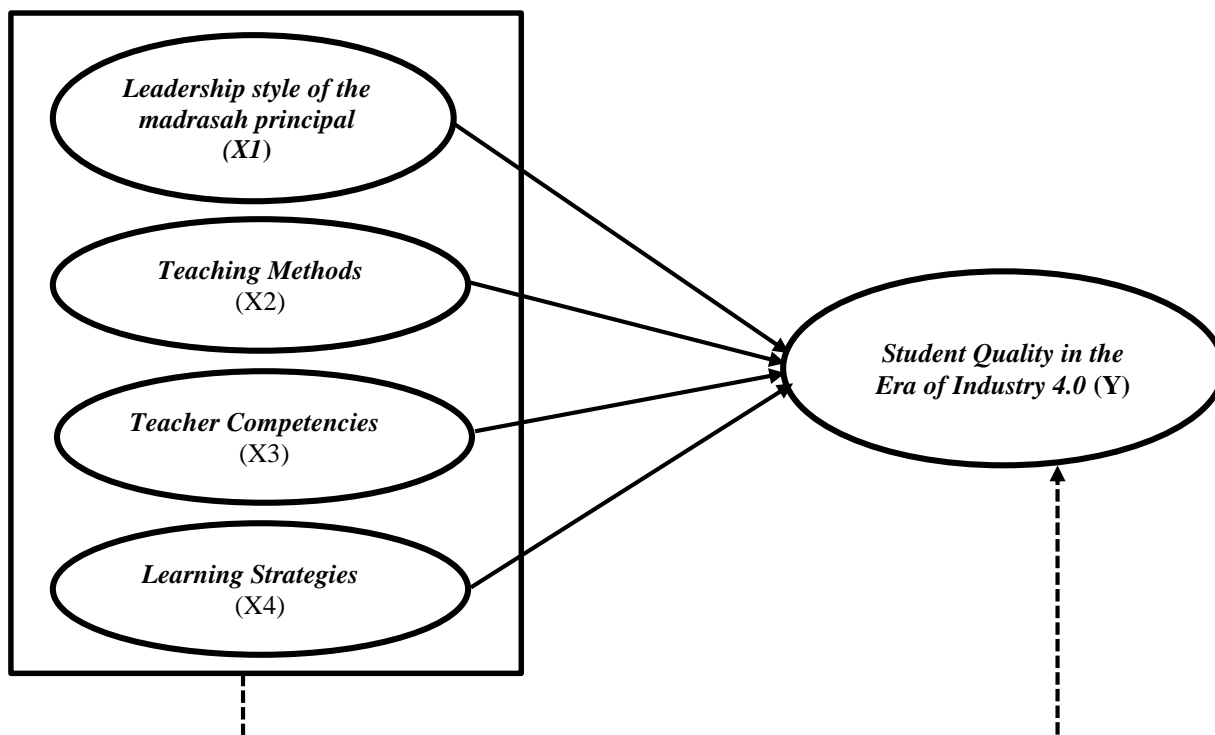 Leadership style of the
madrasah principal
(X1)
Teaching Methods
(X2)
Teacher Competencies
(X3)
Learning Strategies
(X4)
Student Quality in the
Era of Industry 4.0 (Y)